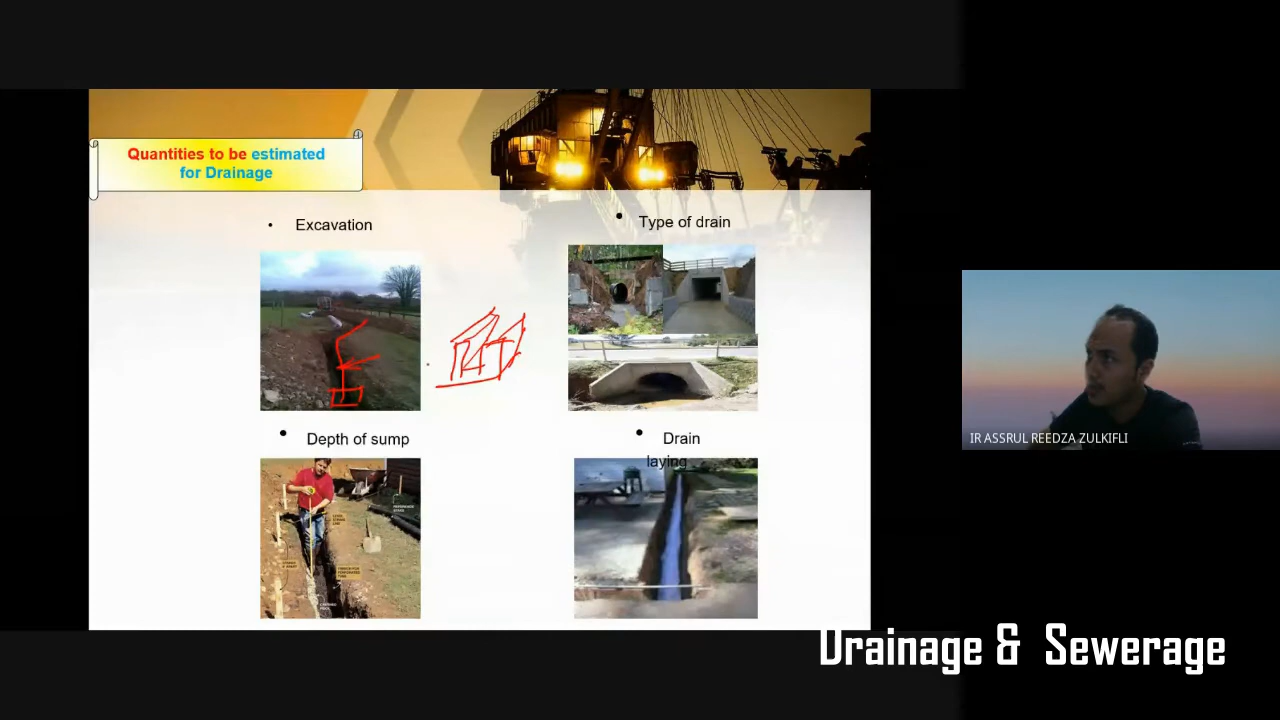 Quantities to be estimated
for Drainage
• Excavation
• Type of drain
• Depth of sump
• Drain
laying
IR ASSRUL REEDZA ZULKIFLI
Drainage & Sewerage